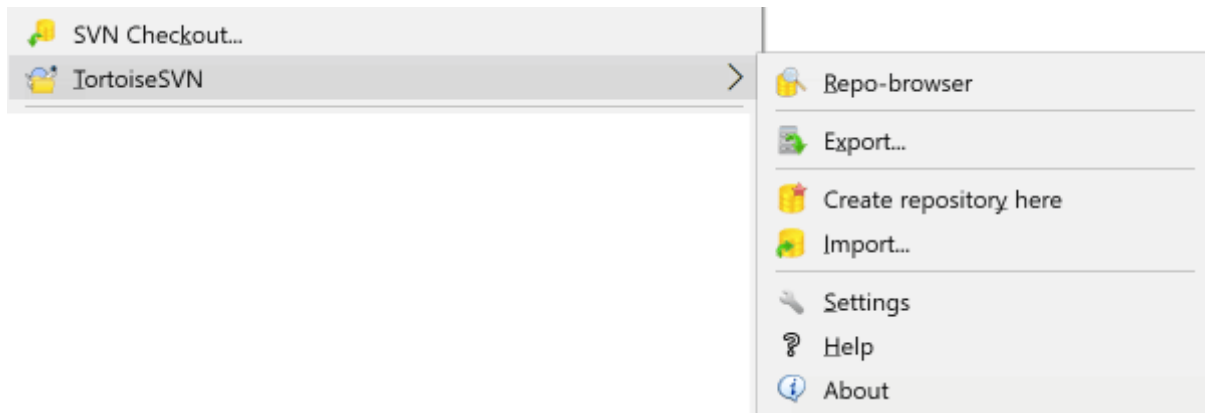 SVN Checkout...
TortoiseSVN
Repo-browser
Export...
Create repository here
Import...
Settings
Help
About